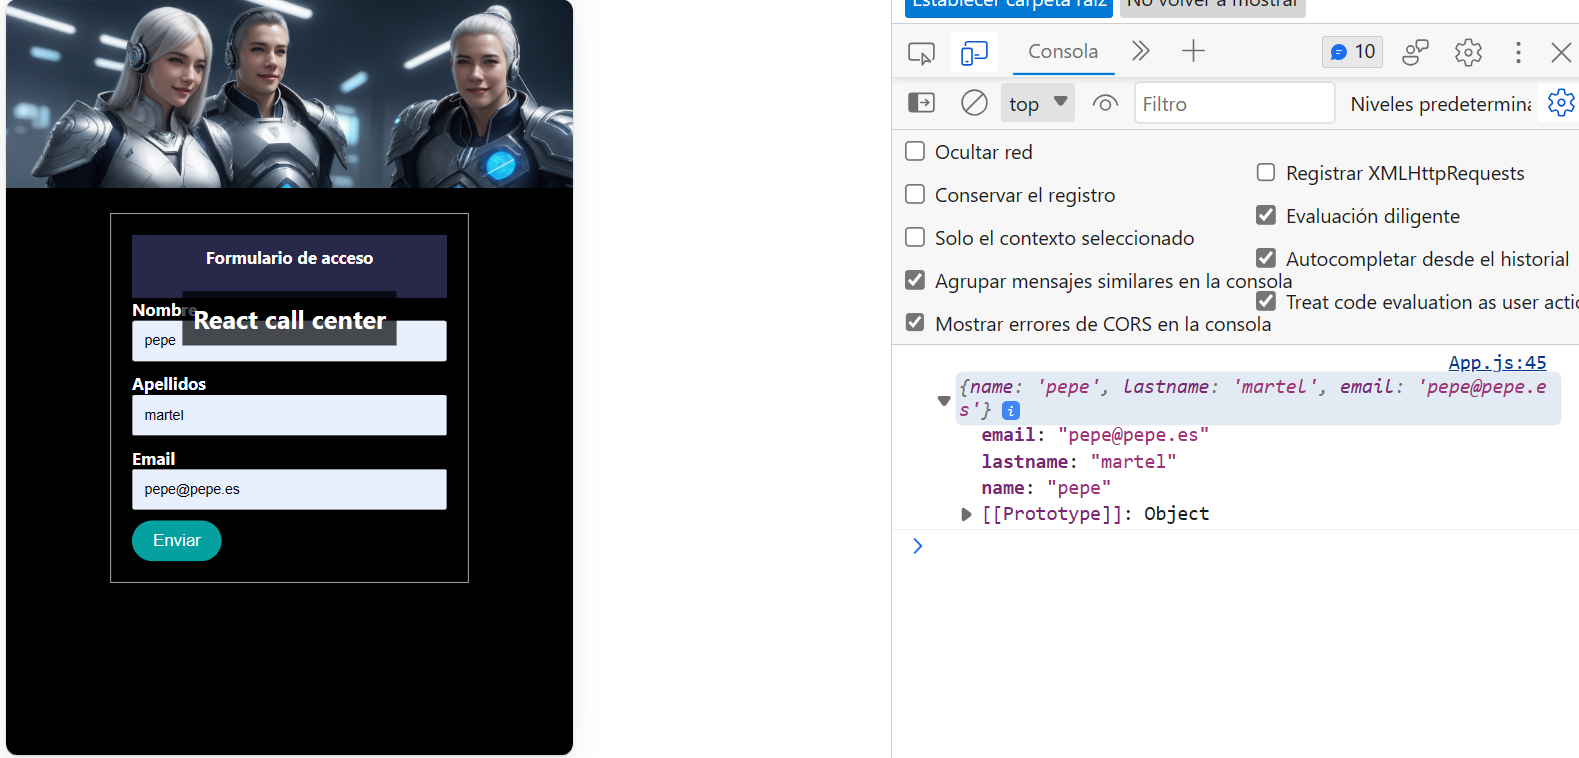 Establecer carpeta raíz No volver a mostrar
Consola 10
top Filtro Niveles predetermina
Ocultar red
Registrar XMLHttpRequests
Conservar el registro
Evaluación diligente
Solo el contexto seleccionado
Autocompletar desde el historial
Agrupar mensajes similares en la consola
Treat code evaluation as user actio
Mostrar errores de CORS en la consola
App.js:45
{name: 'pepe', lastname: 'martel', email: 'pepe@pepe.e
s'} i
email: "pepe@pepe.es"
lastname: "martel"
name: "pepe"
[[Prototype]]: Object
Formulario de acceso
Nombre
React call center
pepe
Apellidos
martel
Email
pepe@pepe.es
Enviar